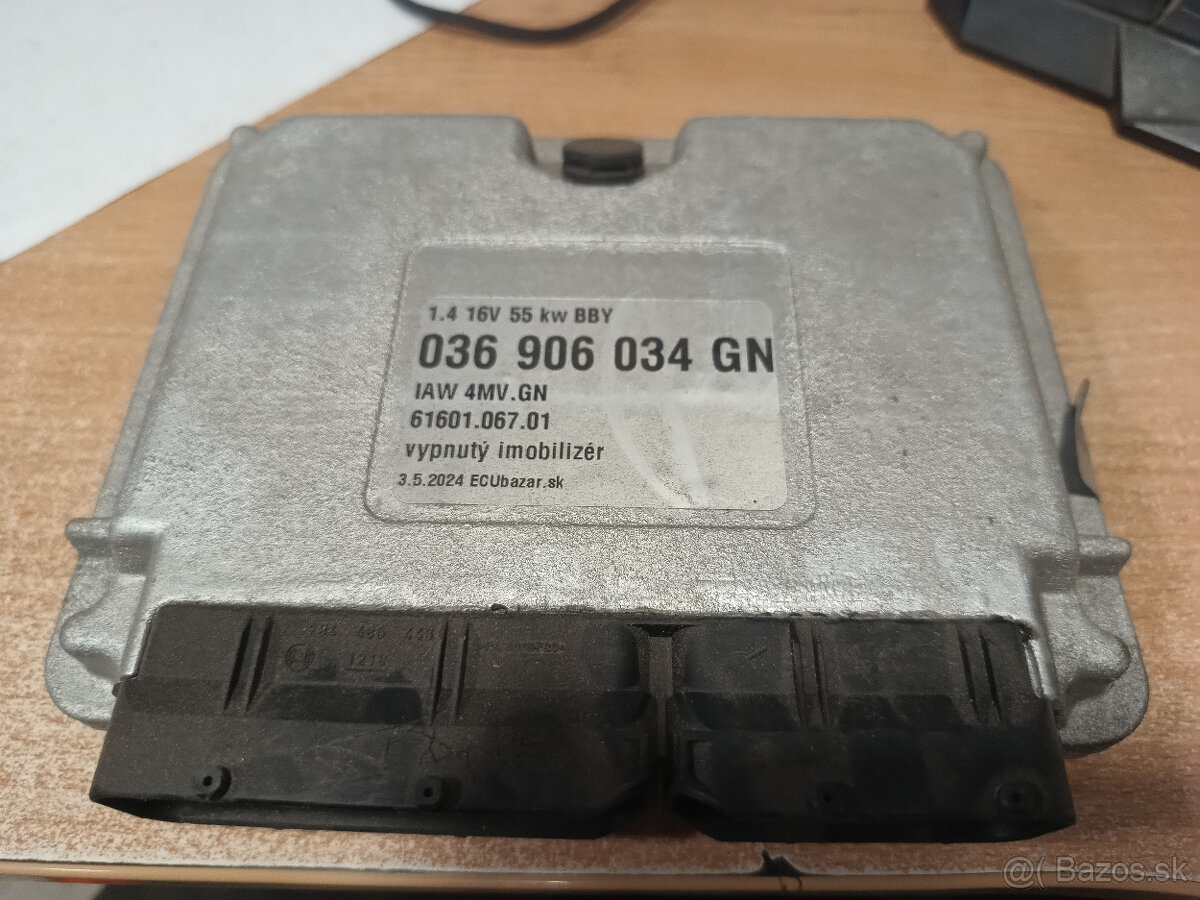 1.4 16V 55 kw BBY
036 906 034 GN
IAW 4MV.GN
61601.067.01
vypnutý imobilizér
3.5.2024 ECUbazar.sk
1216
@( Bazos.sk